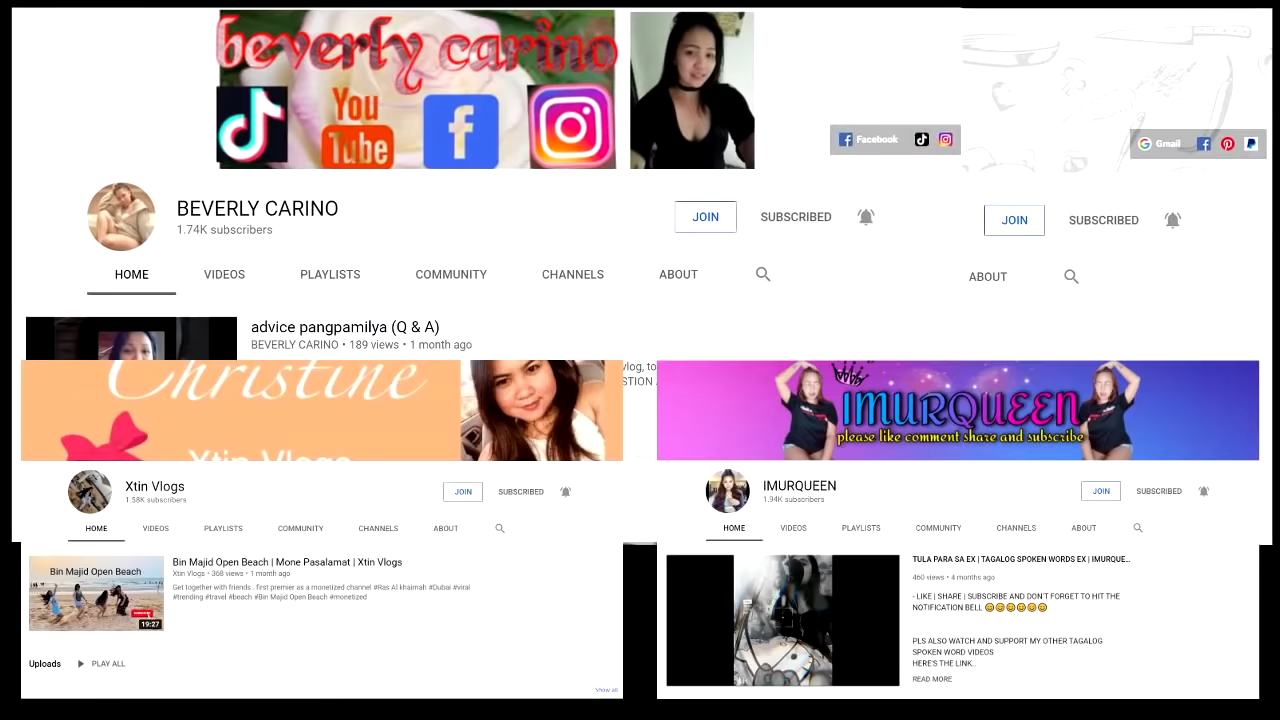 beverly carino
You
Tube
Facebook
Gmail
BEVERLY CARINO
1.74K subscribers
JOIN
SUBSCRIBED
JOIN
SUBSCRIBED
HOME
VIDEOS
PLAYLISTS
COMMUNITY
CHANNELS
ABOUT
ABOUT
advice pangpamilya (Q & A)
BEVERLY CARINO • 189 views • 1 month ago
vlog, to
STION
Christine
Xtin Vlogs
Xtin Vlogs
1.58K subscribers
JOIN
SUBSCRIBED
HOME
VIDEOS
PLAYLISTS
COMMUNITY
CHANNELS
ABOUT
Bin Majid Open Beach
19:27
Bin Majid Open Beach | Mone Pasalamat | Xtin Vlogs
Xtin Vlogs • 368 views • 1 month ago
Get together with friends.. first premier as a monetized channel #Ras Al khaimah #Dubai #viral
#trending #travel #beach #Bin Majid Open Beach #monetized
Uploads
PLAY ALL
Show all
IMURQUEEN
please like comment share and subscribe
IMURQUEEN
1.94K subscribers
JOIN
SUBSCRIBED
HOME
VIDEOS
PLAYLISTS
COMMUNITY
CHANNELS
ABOUT
TULA PARA SA EX | TAGALOG SPOKEN WORDS EX | IMURQUE...
460 views • 4 months ago
- LIKE | SHARE | SUBSCRIBE AND DON'T FORGET TO HIT THE
NOTIFICATION BELL 😊😊😊😊😊😊
PLS ALSO WATCH AND SUPPORT MY OTHER TAGALOG
SPOKEN WORD VIDEOS
HERE'S THE LINK...
READ MORE